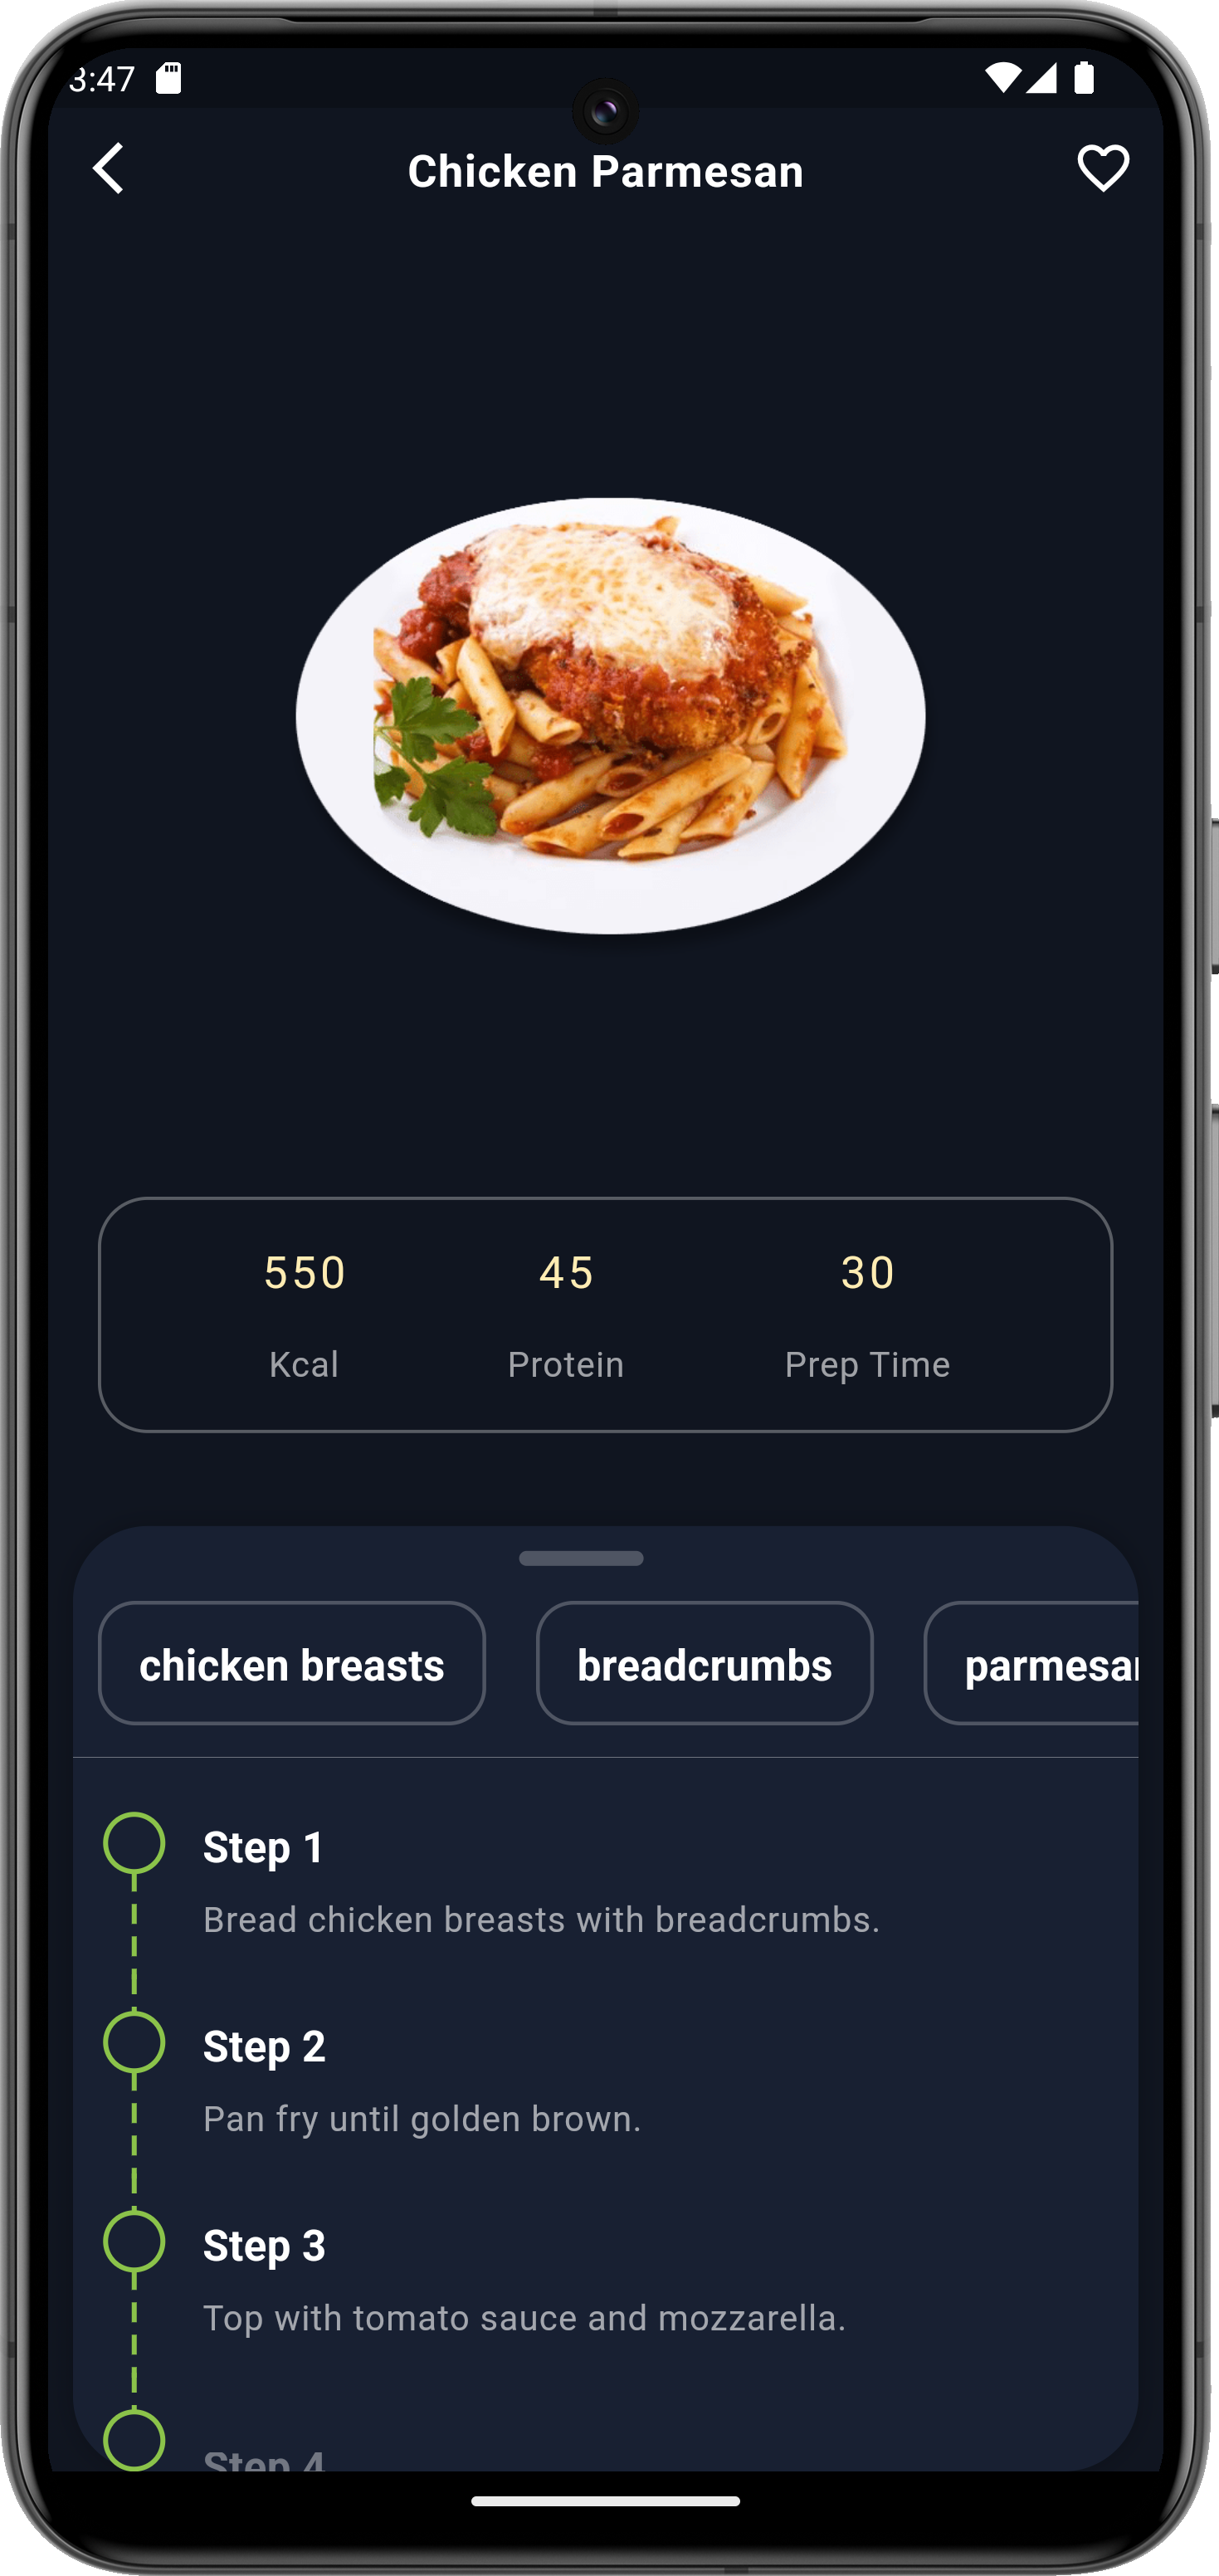 3:47
Chicken Parmesan
550 45 30
Kcal Protein Prep Time
chicken breasts breadcrumbs
Step 1
Bread chicken breasts with breadcrumbs.
Step 2
Pan fry until golden brown.
Step 3
Top with tomato sauce and mozzarella.
Step 4